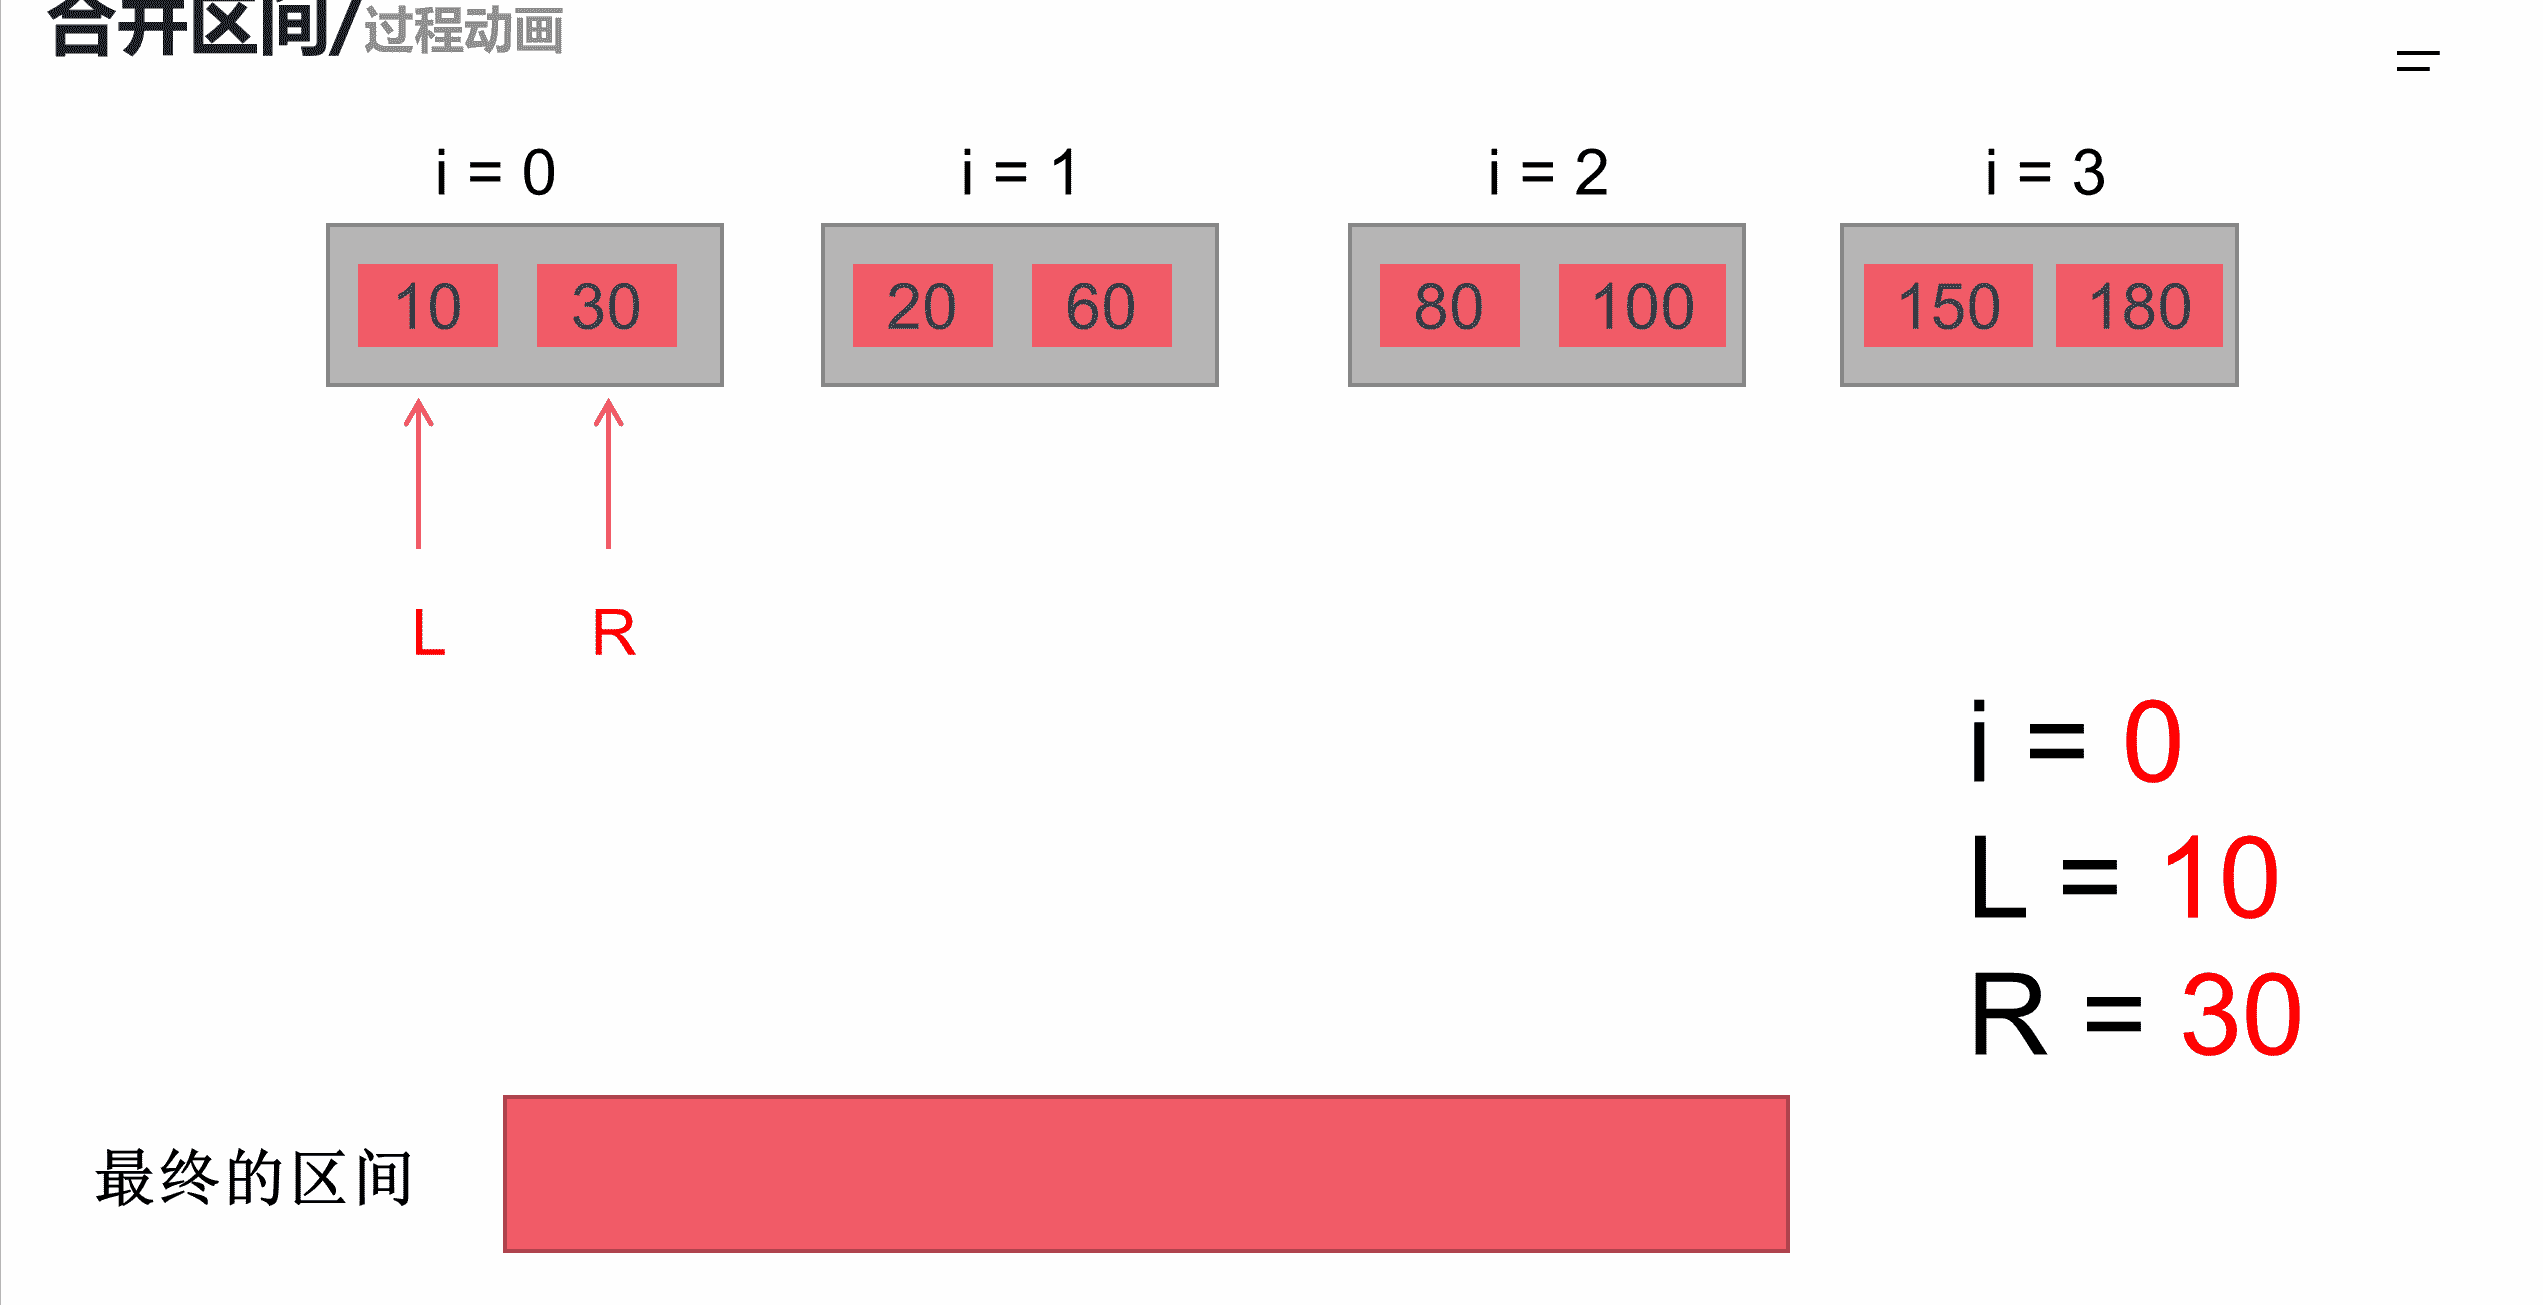 合并区间/过程动画
i = 0 i = 1 i = 2 i = 3
10 30 20 60 80 100 150 180
L R
i = 0
L = 10
R = 30
最终的区间